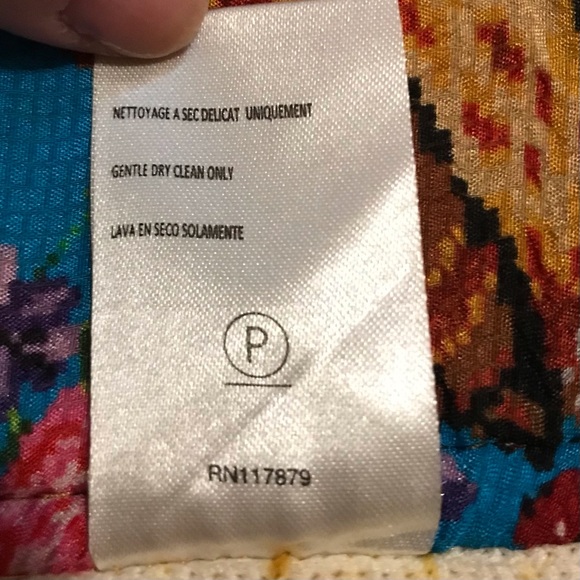 NETTOYAGE A SEC DELICAT UNIQUEMENT
GENTLE DRY CLEAN ONLY
LAVA EN SECO SOLAMENTE
P
RN117879